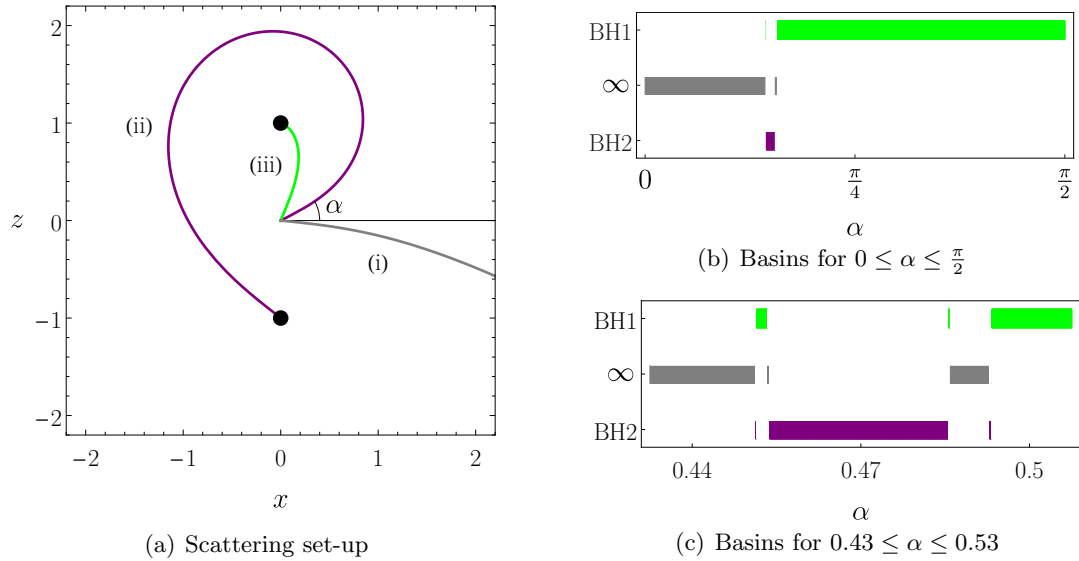 2
1
0
−1
−2
z
−2
−1
0
1
2
x
(i)
(ii)
(iii)
α
(a) Scattering set-up
BH1
∞
BH2
0
π/4
π/2
α
(b) Basins for 0 ≤ α ≤ π/2
BH1
∞
BH2
0.44
0.47
0.5
α
(c) Basins for 0.43 ≤ α ≤ 0.53